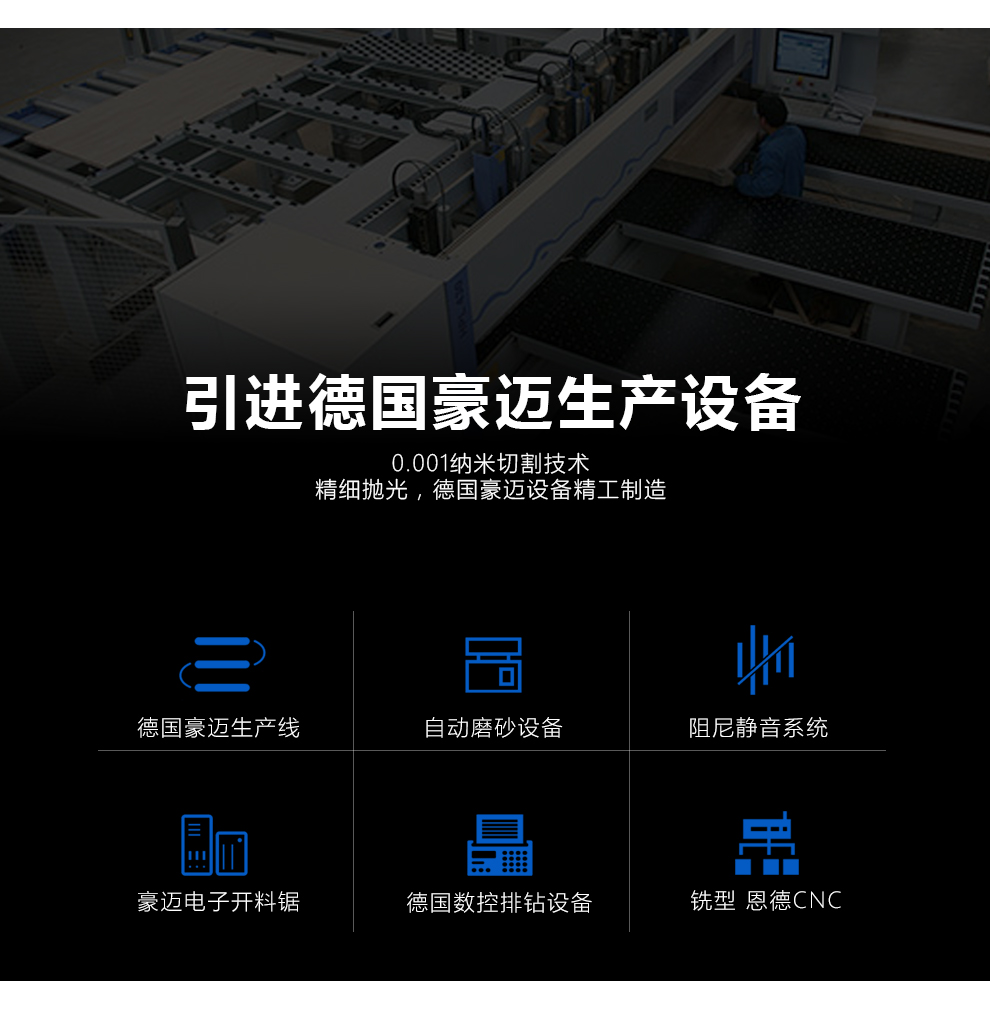 引进德国豪迈生产设备
0.001纳米切割技术
精细抛光，德国豪迈设备精工制造
德国豪迈生产线
自动磨砂设备
阻尼静音系统
豪迈电子开料锯
德国数控排钻设备
铣型 恩德CNC